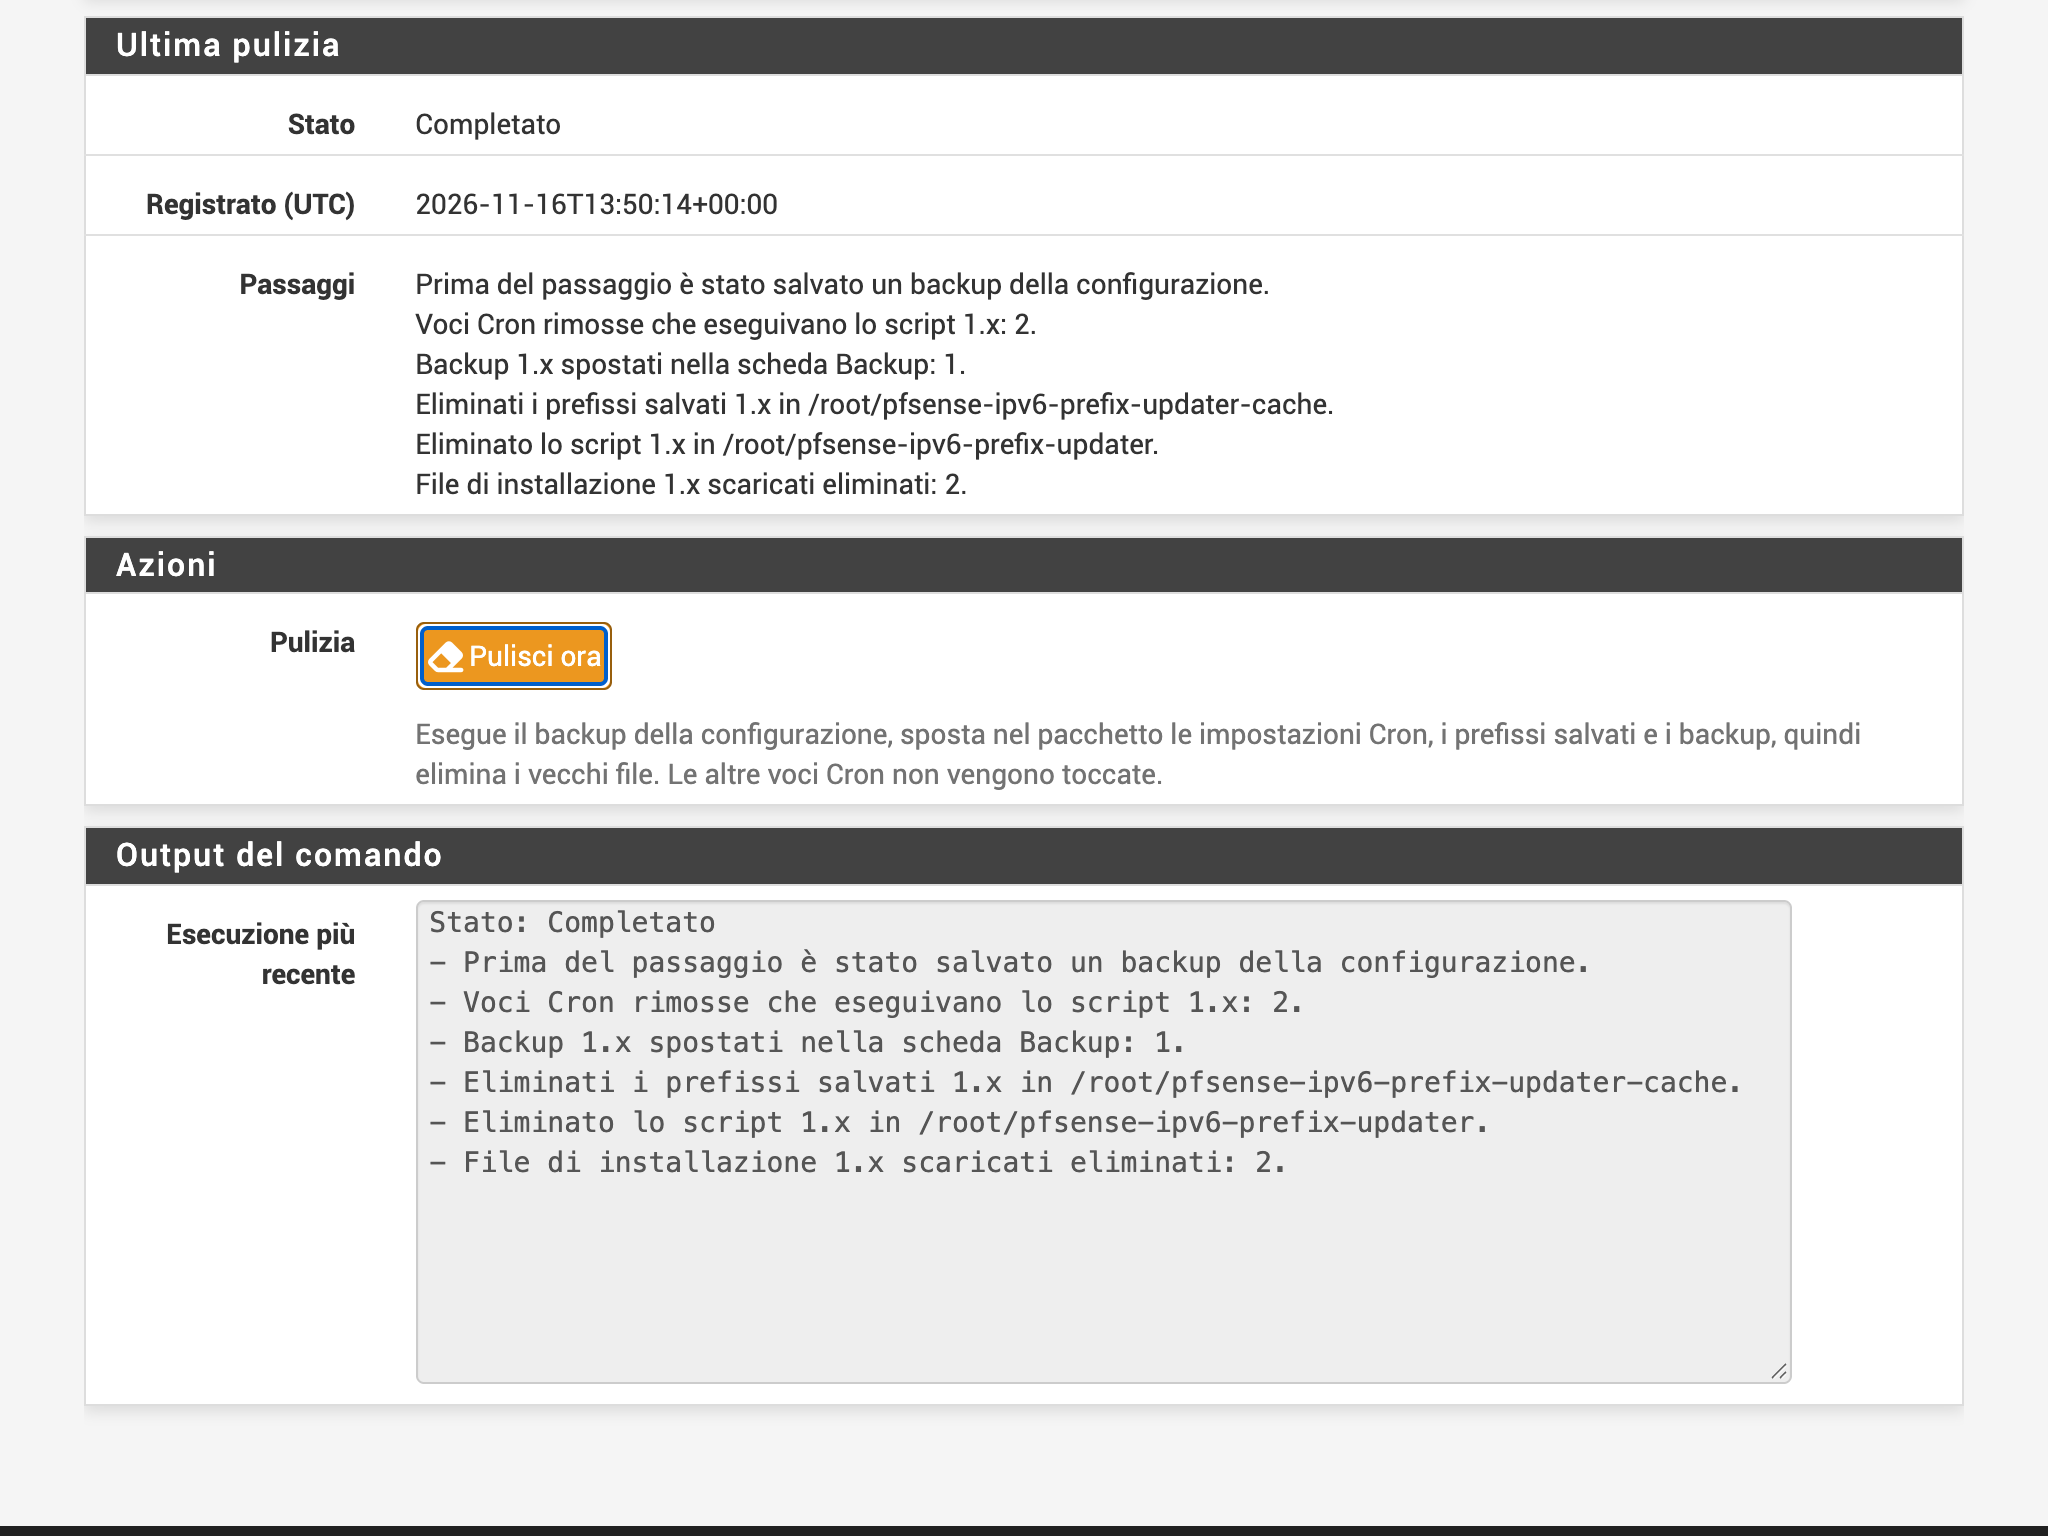 Ultima pulizia
Stato Completato
Registrato (UTC) 2026-11-16T13:50:14+00:00
Passaggi Prima del passaggio è stato salvato un backup della configurazione.
Voci Cron rimosse che eseguivano lo script 1.x: 2.
Backup 1.x spostati nella scheda Backup: 1.
Eliminati i prefissi salvati 1.x in /root/pfsense-ipv6-prefix-updater-cache.
Eliminato lo script 1.x in /root/pfsense-ipv6-prefix-updater.
File di installazione 1.x scaricati eliminati: 2.
Azioni
Pulizia Pulisci ora
Esegue il backup della configurazione, sposta nel pacchetto le impostazioni Cron, i prefissi salvati e i backup, quindi
elimina i vecchi file. Le altre voci Cron non vengono toccate.
Output del comando
Esecuzione più
recente
Stato: Completato
- Prima del passaggio è stato salvato un backup della configurazione.
- Voci Cron rimosse che eseguivano lo script 1.x: 2.
- Backup 1.x spostati nella scheda Backup: 1.
- Eliminati i prefissi salvati 1.x in /root/pfsense-ipv6-prefix-updater-cache.
- Eliminato lo script 1.x in /root/pfsense-ipv6-prefix-updater.
- File di installazione 1.x scaricati eliminati: 2.